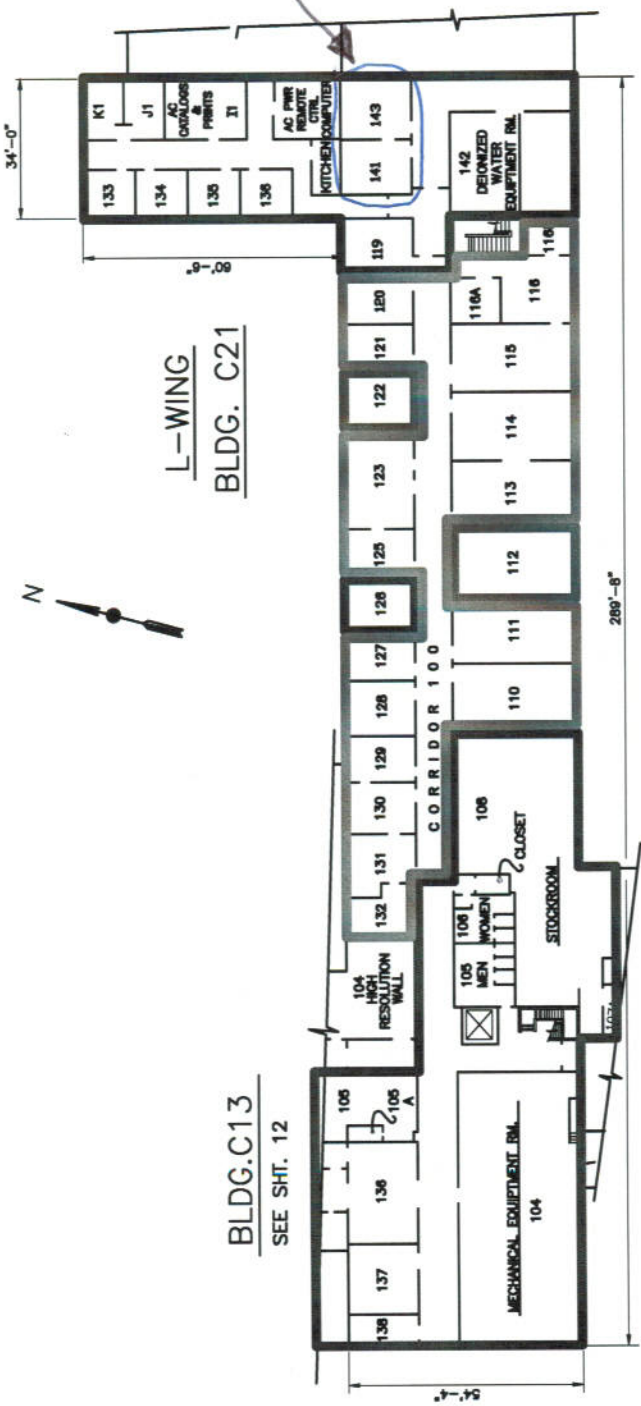 34'-0"
K1
J1
AC
CATALOGS
&
PRINTS
I1
AC PWR
REMOTE
CTRL
KITCHEN
COMPUTER
133
134
135
136
60'-6"
141
143
142
DEIONIZED
WATER
EQUIPTMENT RM.
119
L-WING
BLDG. C21
N
120
121
122
123
125
126
127
128
129
130
131
132
116A
116
116
115
114
113
112
111
110
CORRIDOR 100
289'-8"
104
HIGH
RESOLUTION
WALL
108
CLOSET
106
WOMEN
105
MEN
STOCKROOM
BLDG.C13
SEE SHT. 12
105
105
A
136
137
138
MECHANICAL EQUIPTMENT RM.
104
54'-4"